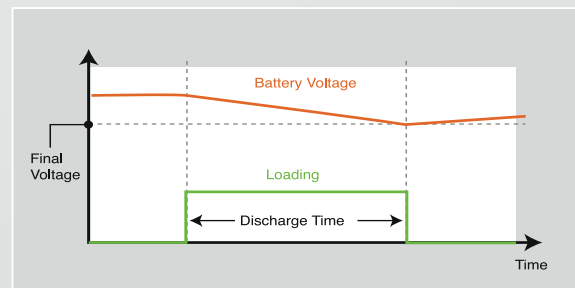 Battery Voltage
Final
Voltage
Loading
Discharge Time
Time